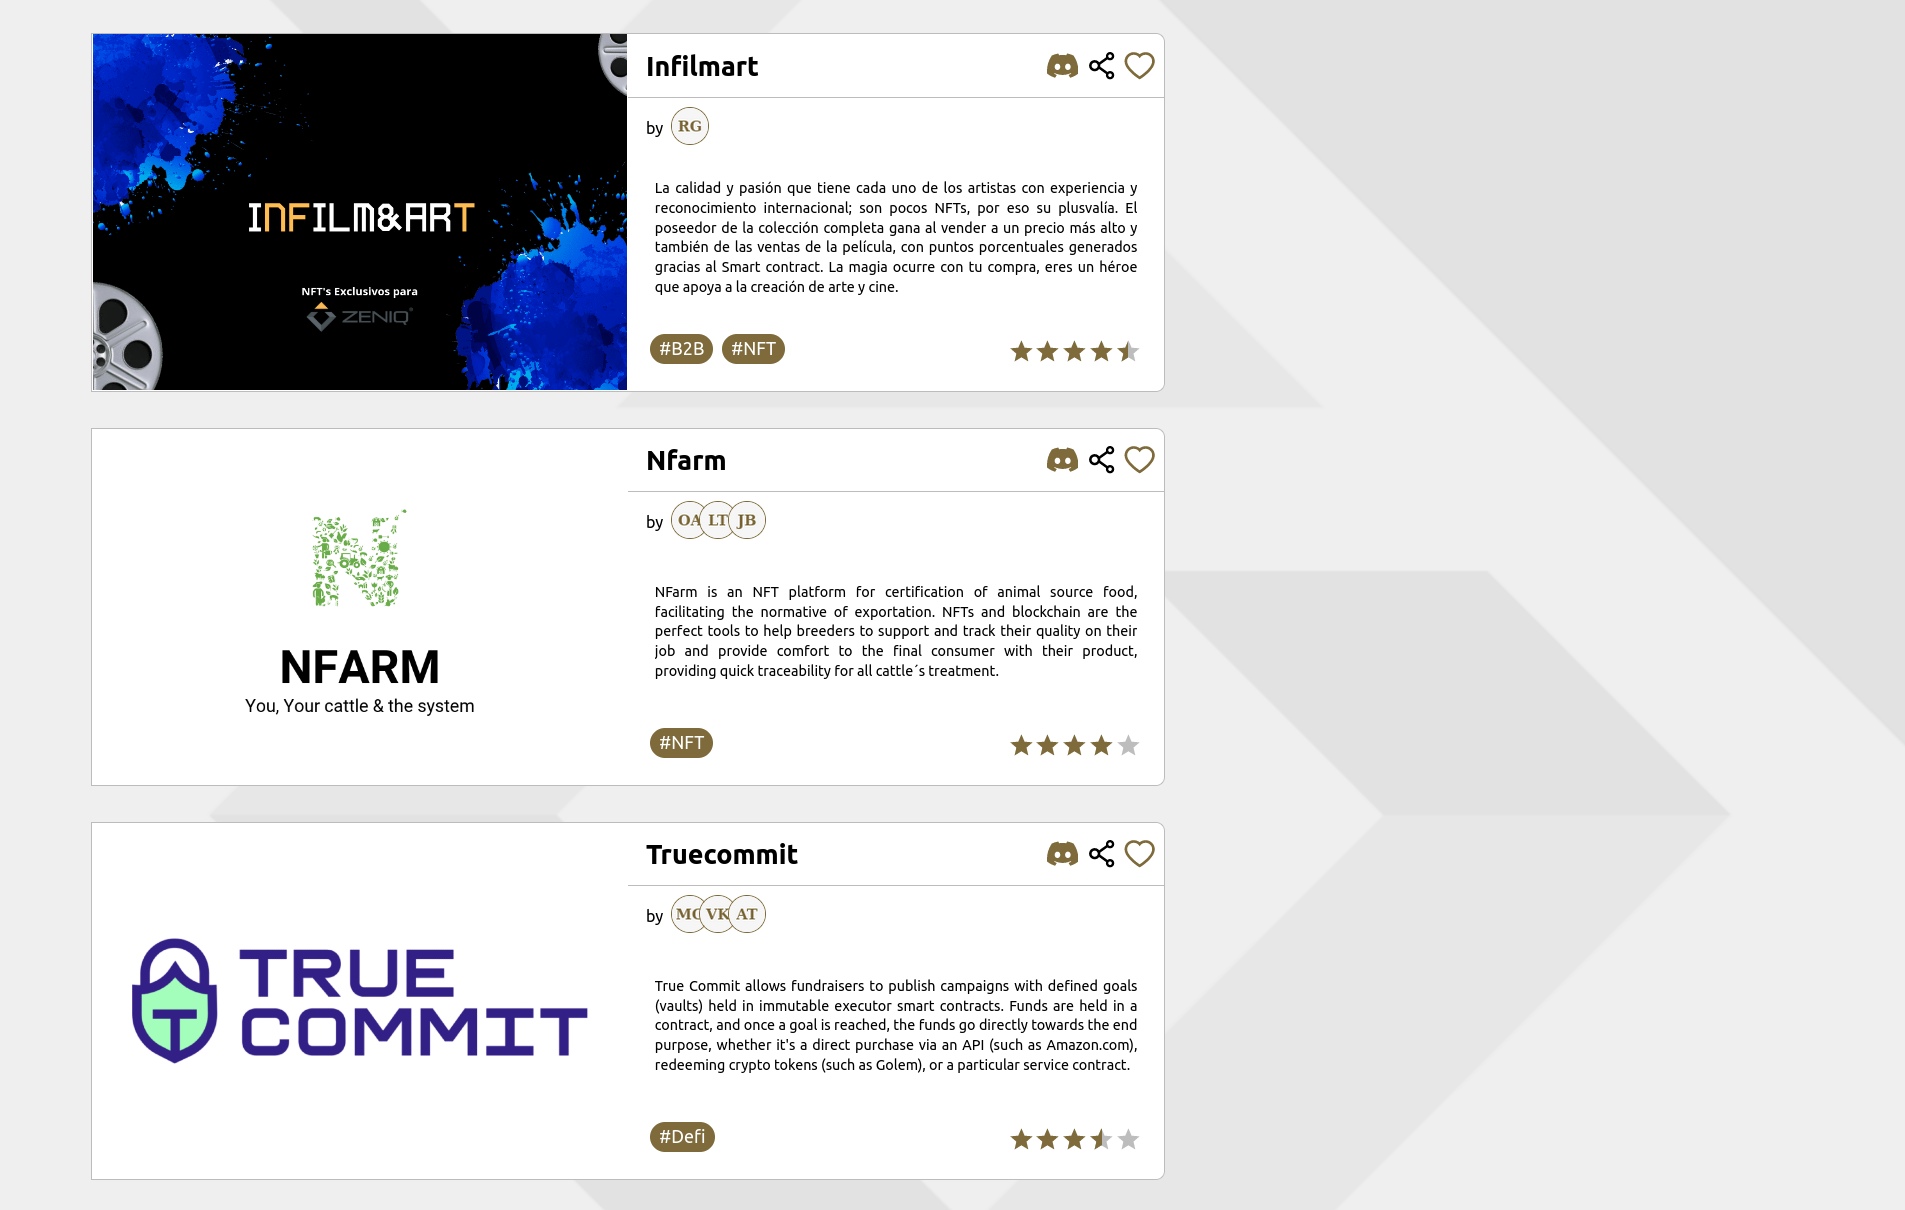 INFILM&ART
NFT's Exclusivos para
ZENIQ
Infilmart
by RG
La calidad y pasión que tiene cada uno de los artistas con experiencia y
reconocimiento internacional; son pocos NFTs, por eso su plusvalía. El
poseedor de la colección completa gana al vender a un precio más alto y
también de las ventas de la película, con puntos porcentuales generados
gracias al Smart contract. La magia ocurre con tu compra, eres un héroe
que apoya a la creación de arte y cine.
#B2B #NFT
NFARM
You, Your cattle & the system
Nfarm
by OA LT JB
NFarm is an NFT platform for certification of animal source food,
facilitating the normative of exportation. NFTs and blockchain are the
perfect tools to help breeders to support and track their quality on their
job and provide comfort to the final consumer with their product,
providing quick traceability for all cattle´s treatment.
#NFT
TRUE
COMMIT
Truecommit
by VK AT
True Commit allows fundraisers to publish campaigns with defined goals
(vaults) held in immutable executor smart contracts. Funds are held in a
contract, and once a goal is reached, the funds go directly towards the end
purpose, whether it's a direct purchase via an API (such as Amazon.com),
redeeming crypto tokens (such as Golem), or a particular service contract.
#Defi